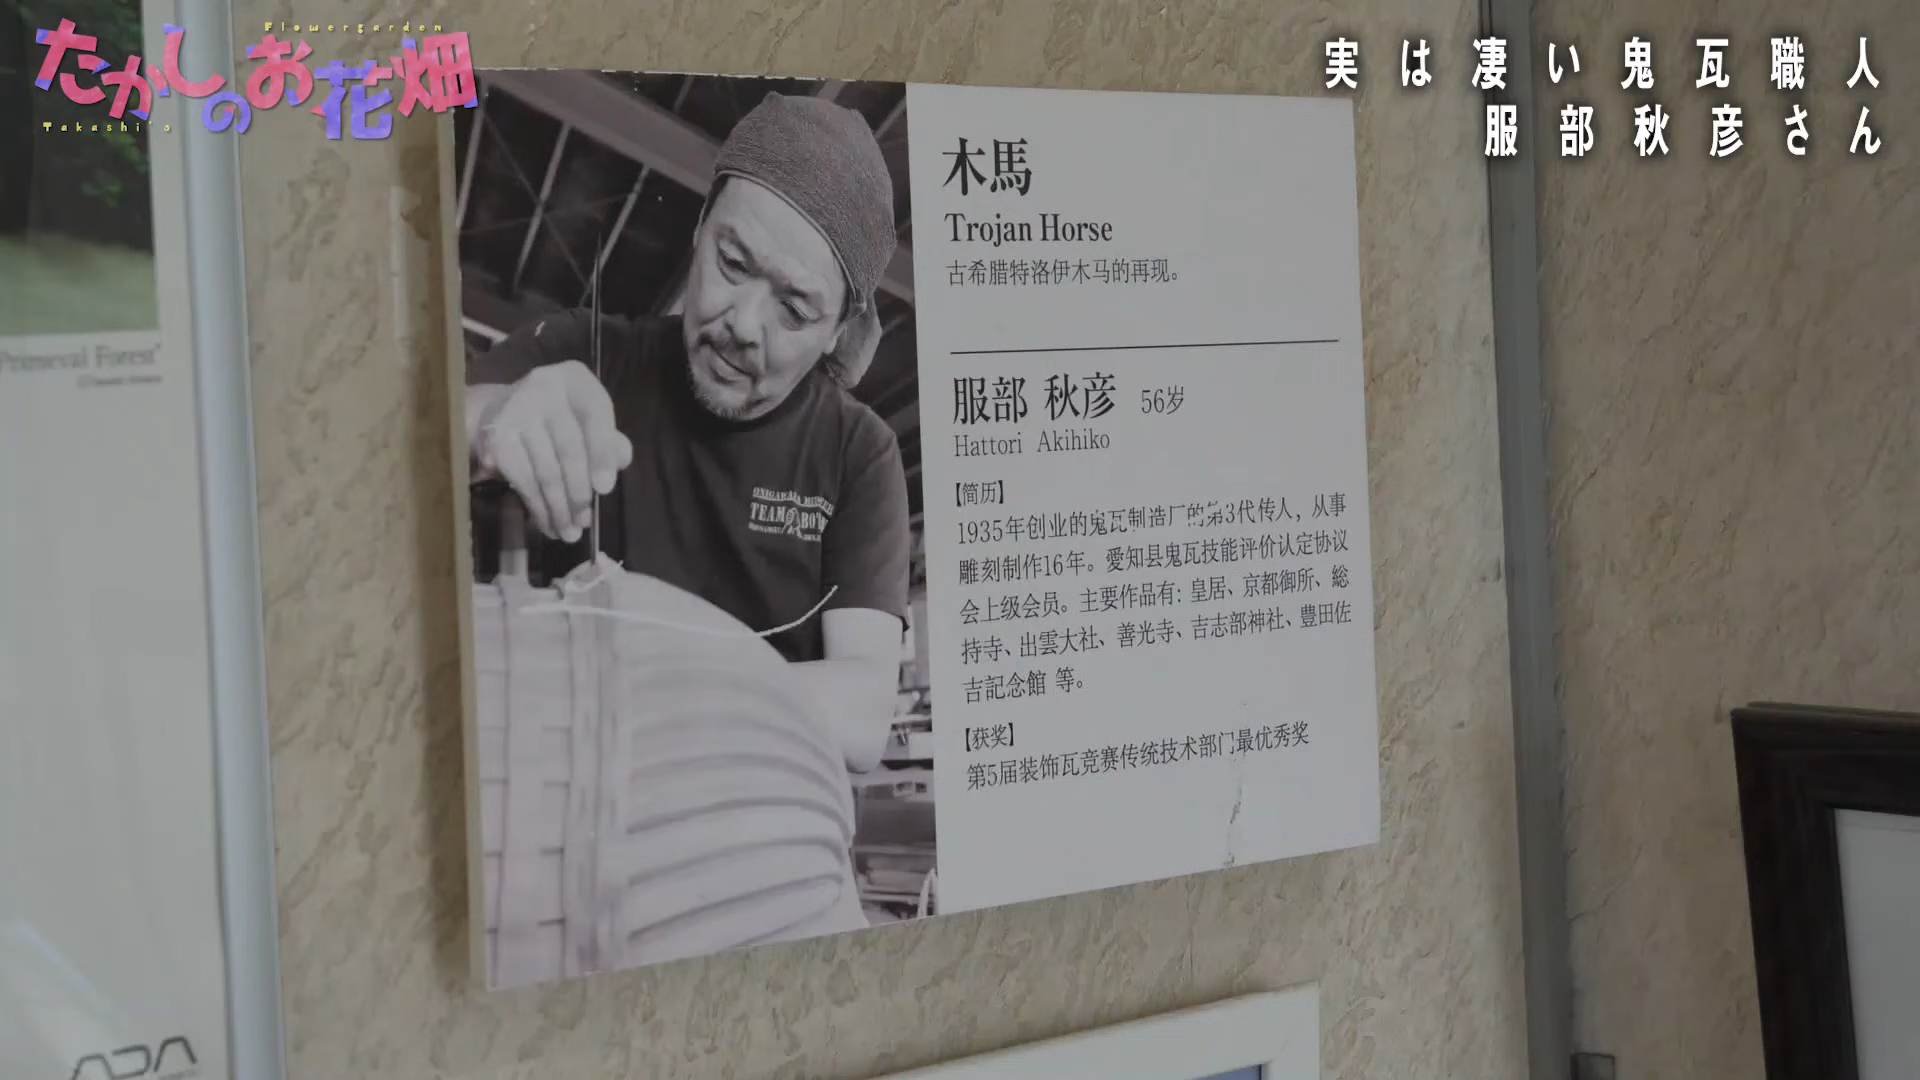 Flowergarden
たかしのお花畑
Takashi's
実は凄い鬼瓦職人
服部秋彦さん
Primeval Forest
木馬
Trojan Horse
古希腊特洛伊木马的再现。
服部 秋彦 56岁
Hattori Akihiko
【简历】
1935年创业的鬼瓦制造厂的第3代传人，从事
雕刻制作16年。愛知县鬼瓦技能评价认定协议
会上级会员。主要作品有: 皇居、京都御所、総
持寺、出雲大社、善光寺、吉志部神社、豊田佐
吉記念館 等。
【获奖】
第5届装饰瓦竞赛传统技术部门最优秀奖
TEAM
ADA